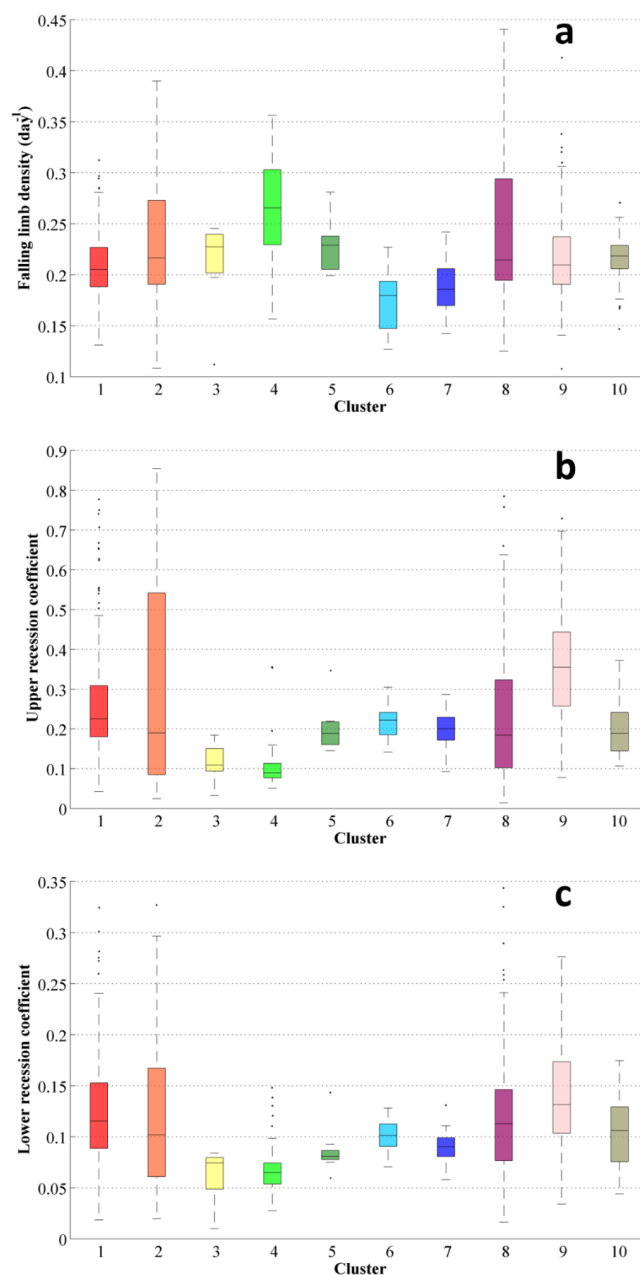 a
0.45
0.4
0.35
0.3
0.25
0.2
0.15
0.1
Falling limb density (day-1)
1 2 3 4 5 6 7 8 9 10
Cluster
b
0.9
0.8
0.7
0.6
0.5
0.4
0.3
0.2
0.1
0
Upper recession coefficient
1 2 3 4 5 6 7 8 9 10
Cluster
c
0.35
0.3
0.25
0.2
0.15
0.1
0.05
0
Lower recession coefficient
1 2 3 4 5 6 7 8 9 10
Cluster